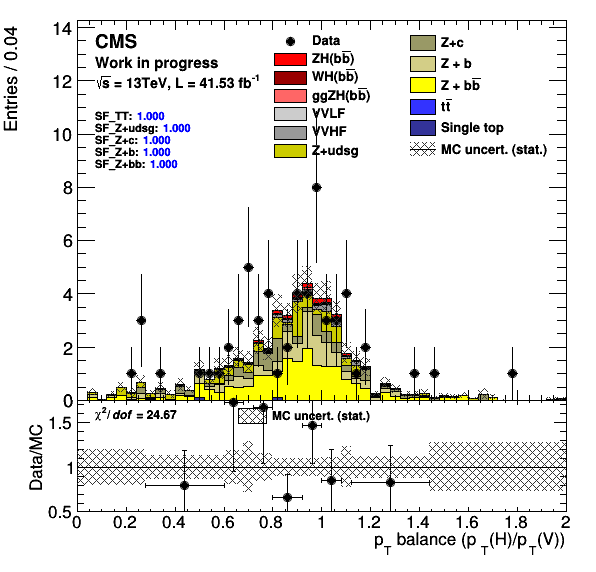 Entries / 0.04
14
12
10
8
6
4
2
0
CMS
Work in progress
√s = 13TeV, L = 41.53 fb⁻¹
SF_TT: 1.000
SF_Z+udsg: 1.000
SF_Z+c: 1.000
SF_Z+b: 1.000
SF_Z+bb: 1.000
Data
ZH(bb̅)
WH(bb̅)
ggZH(bb̅)
VVLF
VVHF
Z+udsg
Z+c
Z + b
Z + bb̅
tt̅
Single top
MC uncert. (stat.)
Data/MC
1.5
1
0.5
χ²/dof = 24.67
MC uncert. (stat.)
0 0.2 0.4 0.6 0.8 1 1.2 1.4 1.6 1.8 2
p_T balance (p_T(H)/p_T(V))